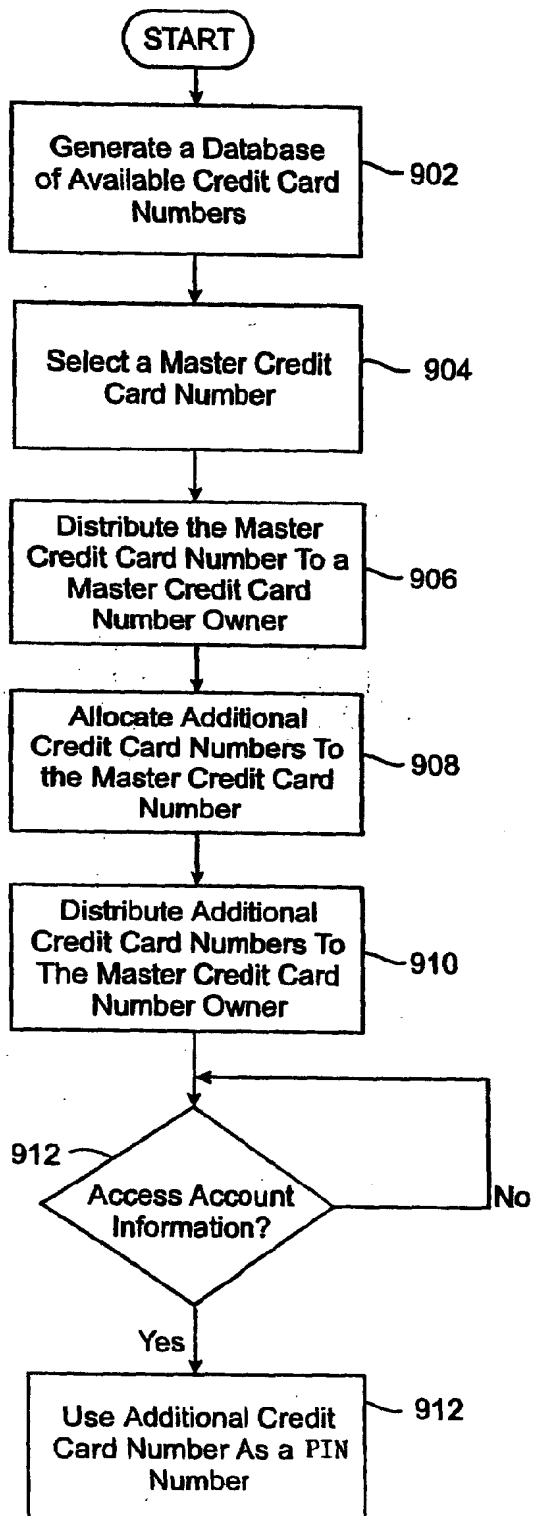 START
Generate a Database
of Available Credit Card
Numbers
902
Select a Master Credit
Card Number
904
Distribute the Master
Credit Card Number To a
Master Credit Card
Number Owner
906
Allocate Additional
Credit Card Numbers To
the Master Credit Card
Number
908
Distribute Additional
Credit Card Numbers To
The Master Credit Card
Number Owner
910
912
Access Account
Information?
No
Yes
Use Additional Credit
Card Number As a PIN
Number
912